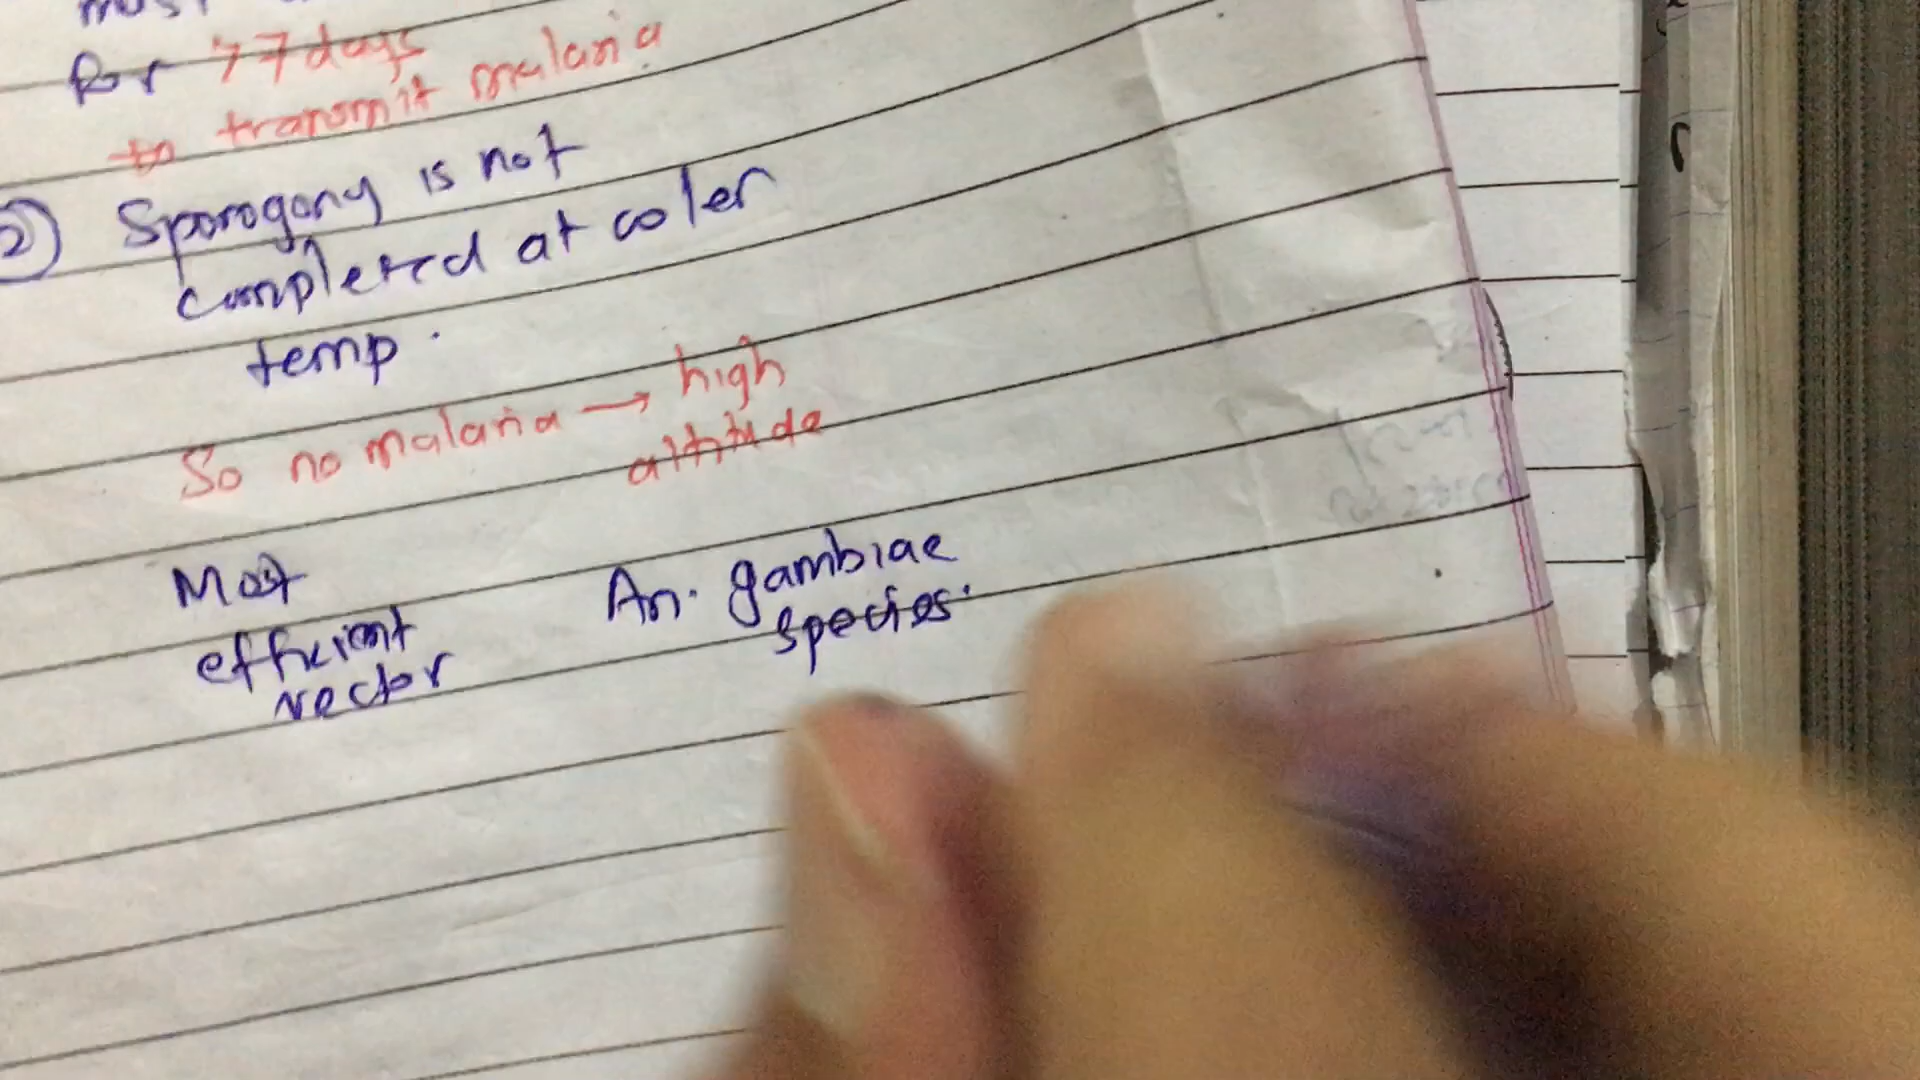 for >7 days
to transmit malaria.
② Sporogony is not
completed at coler
temp.
So no malaria → high
altitude
Most
efficient
vector
An. gambiae
species.